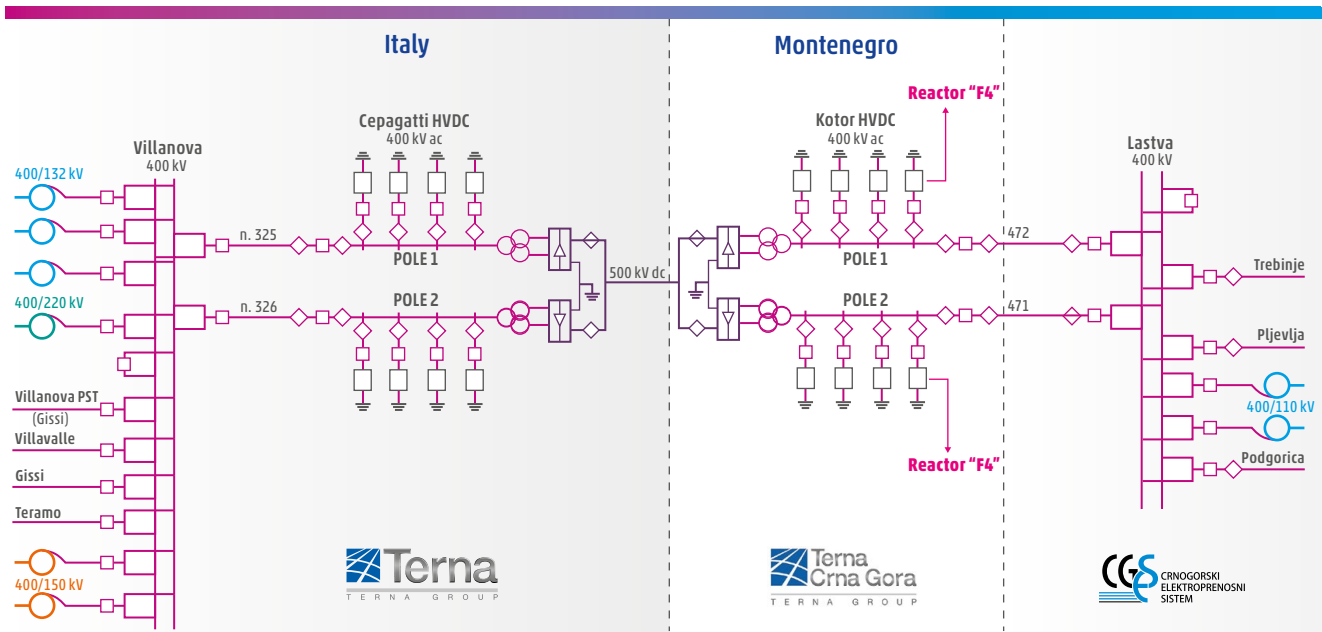 Italy
Montenegro
Reactor “F4”
Cepagatti HVDC
400 kV ac
Kotor HVDC
400 kV ac
Villanova
400 kV
Lastva
400 kV
400/132 kV
n. 325
POLE 1
500 kV dc
POLE 1
472
Trebinje
400/220 kV
n. 326
POLE 2
POLE 2
471
Pljevlja
Villanova PST
(Gissi)
Villavalle
Gissi
Teramo
400/110 kV
Podgorica
Reactor “F4”
400/150 kV
Terna
TERNA GROUP
Terna
Crna Gora
TERNA GROUP
CGES
CRNOGORSKI
ELEKTROPRENOSNI
SISTEM